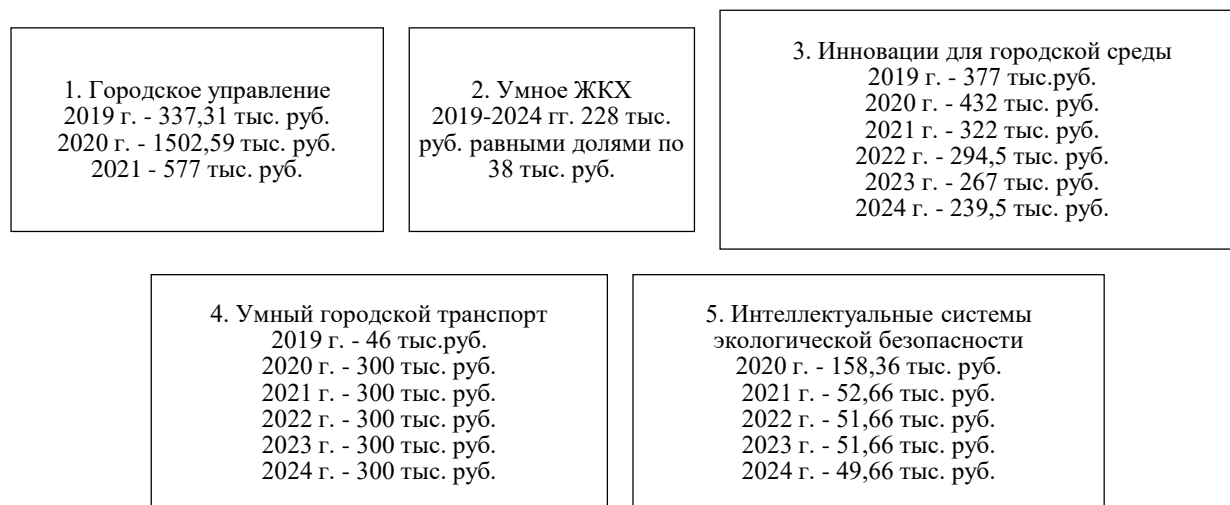 1. Городское управление
2019 г. - 337,31 тыс. руб.
2020 г. - 1502,59 тыс. руб.
2021 - 577 тыс. руб.
2. Умное ЖКХ
2019-2024 гг. 228 тыс.
руб. равными долями по
38 тыс. руб.
3. Инновации для городской среды
2019 г. - 377 тыс.руб.
2020 г. - 432 тыс. руб.
2021 г. - 322 тыс. руб.
2022 г. - 294,5 тыс. руб.
2023 г. - 267 тыс. руб.
2024 г. - 239,5 тыс. руб.
4. Умный городской транспорт
2019 г. - 46 тыс.руб.
2020 г. - 300 тыс. руб.
2021 г. - 300 тыс. руб.
2022 г. - 300 тыс. руб.
2023 г. - 300 тыс. руб.
2024 г. - 300 тыс. руб.
5. Интеллектуальные системы
экологической безопасности
2020 г. - 158,36 тыс. руб.
2021 г. - 52,66 тыс. руб.
2022 г. - 51,66 тыс. руб.
2023 г. - 51,66 тыс. руб.
2024 г. - 49,66 тыс. руб.